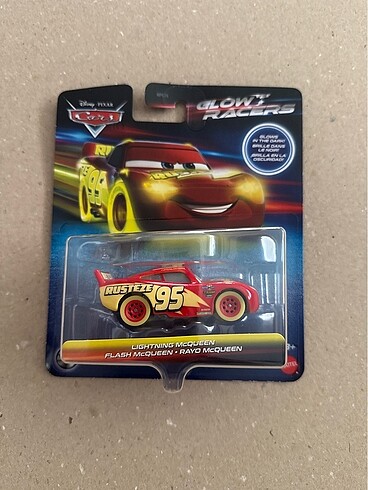 Disney PIXAR
Cars
GLOW
RACERS
GLOWS
IN THE DARK!
BRILLE DANS
LE NOIR!
BRILLA EN LA
OSCURIDAD!
RUSTEZE 95
LIGHTNING McQUEEN
FLASH McQUEEN • RAYO McQUEEN
3+